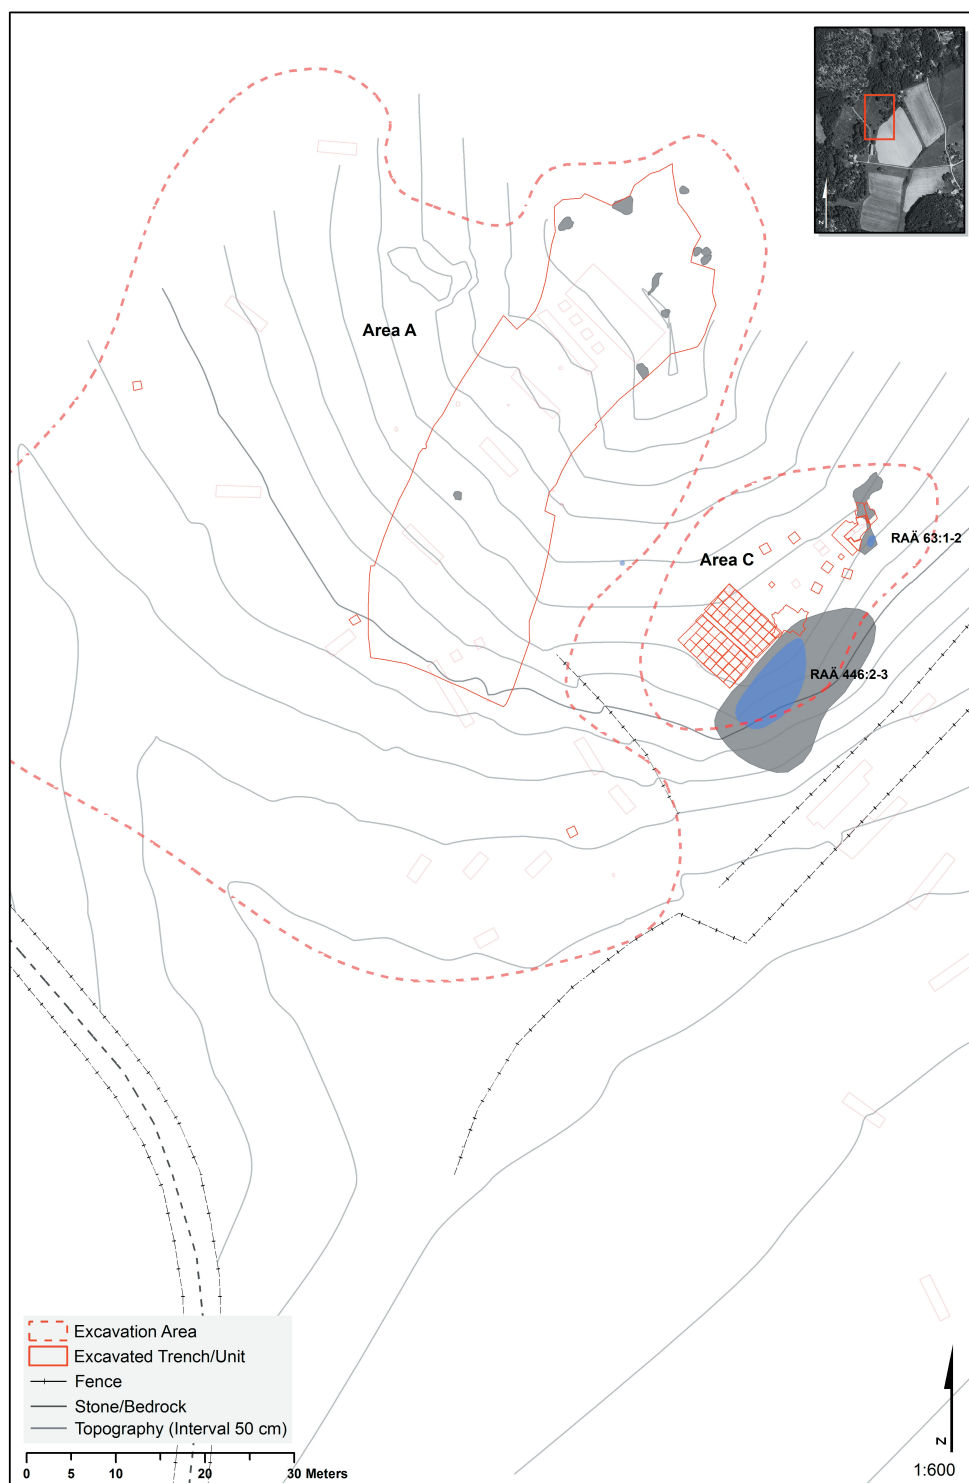 Area A
RAÄ 63:1-2
Area C
RAÄ 446:2-3
Excavation Area
Excavated Trench/Unit
Fence
Stone/Bedrock
Topography (Interval 50 cm)
0 5 10 20 30 Meters
N
1:600